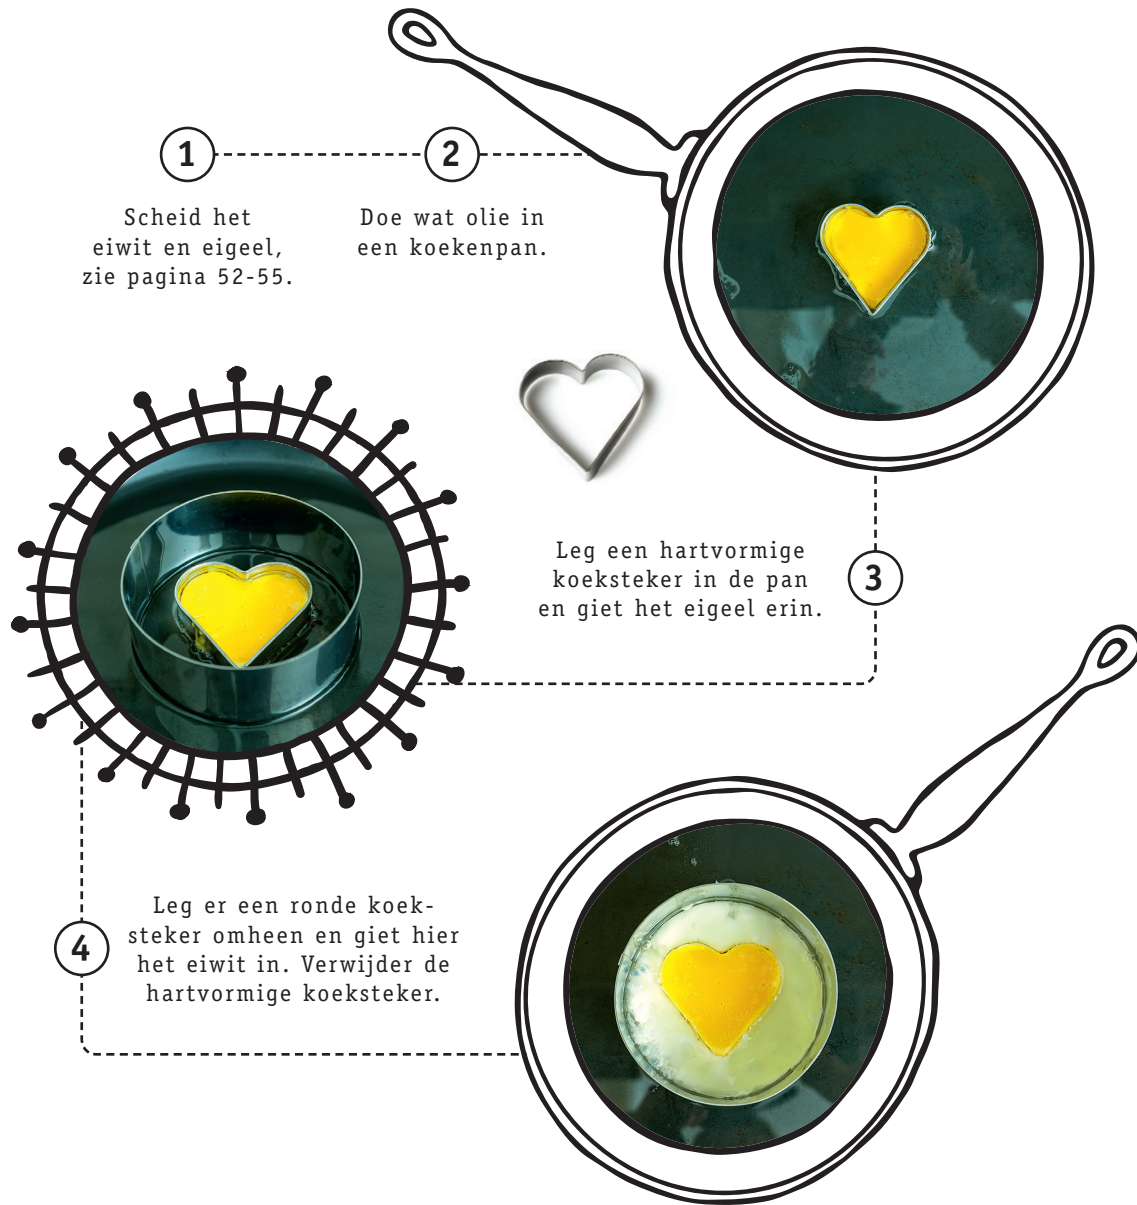 1
Scheid het
eiwit en eigeel,
zie pagina 52-55.
2
Doe wat olie in
een koekenpan.
3
Leg een hartvormige
koeksteker in de pan
en giet het eigeel erin.
4
Leg er een ronde koek-
steker omheen en giet hier
het eiwit in. Verwijder de
hartvormige koeksteker.